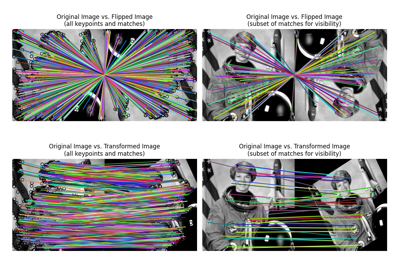 Original Image vs. Flipped Image
(all keypoints and matches)
Original Image vs. Flipped Image
(subset of matches for visibility)
Original Image vs. Transformed Image
(all keypoints and matches)
Original Image vs. Transformed Image
(subset of matches for visibility)